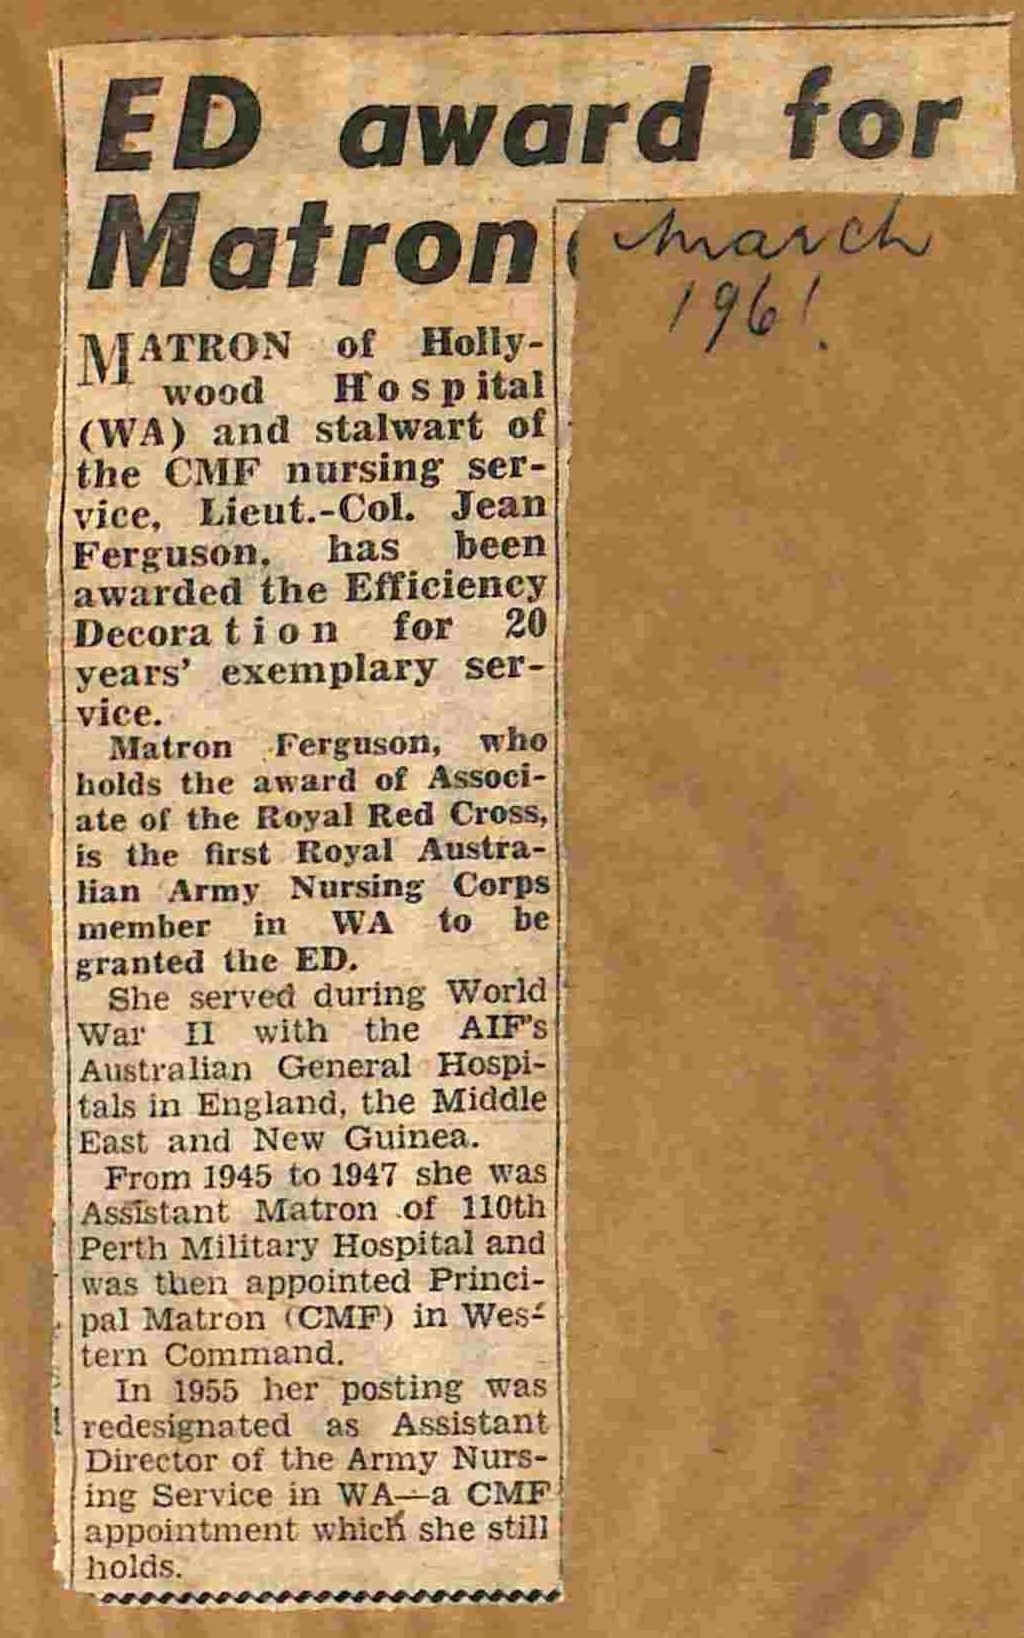 ED award for
Matron
March
1961.
MATRON of Holly-
wood Hospital
(WA) and stalwart of
the CMF nursing ser-
vice, Lieut.-Col. Jean
Ferguson, has been
awarded the Efficiency
Decoration for 20
years' exemplary ser-
vice.
Matron Ferguson, who
holds the award of Associ-
ate of the Royal Red Cross,
is the first Royal Austra-
lian Army Nursing Corps
member in WA to be
granted the ED.
She served during World
War II with the AIF's
Australian General Hospi-
tals in England, the Middle
East and New Guinea.
From 1945 to 1947 she was
Assistant Matron of 110th
Perth Military Hospital and
was then appointed Princi-
pal Matron (CMF) in Wes-
tern Command.
In 1955 her posting was
redesignated as Assistant
Director of the Army Nurs-
ing Service in WA—a CMF
appointment which she still
holds.